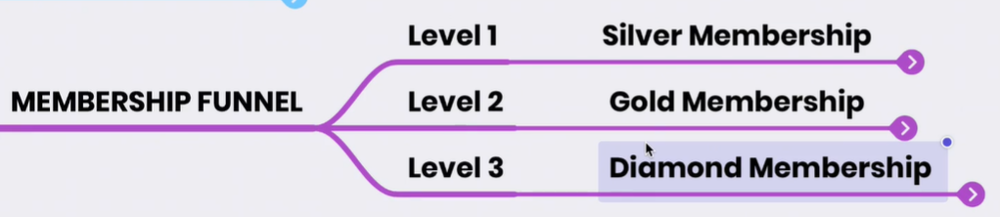 Level 1 Silver Membership
MEMBERSHIP FUNNEL Level 2 Gold Membership
Level 3 Diamond Membership